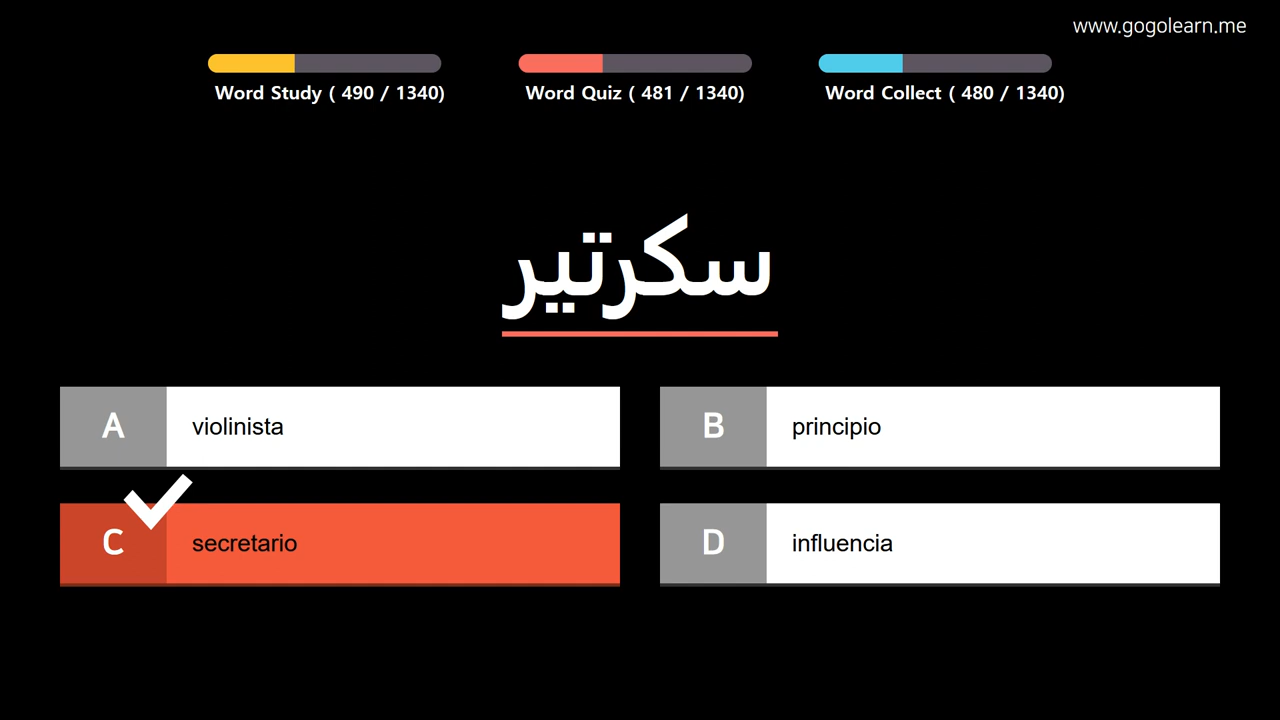 www.gogolearn.me
Word Study ( 490 / 1340)
Word Quiz ( 481 / 1340)
Word Collect ( 480 / 1340)
سکرتیر
A violinista
B principio
C secretario
D influencia